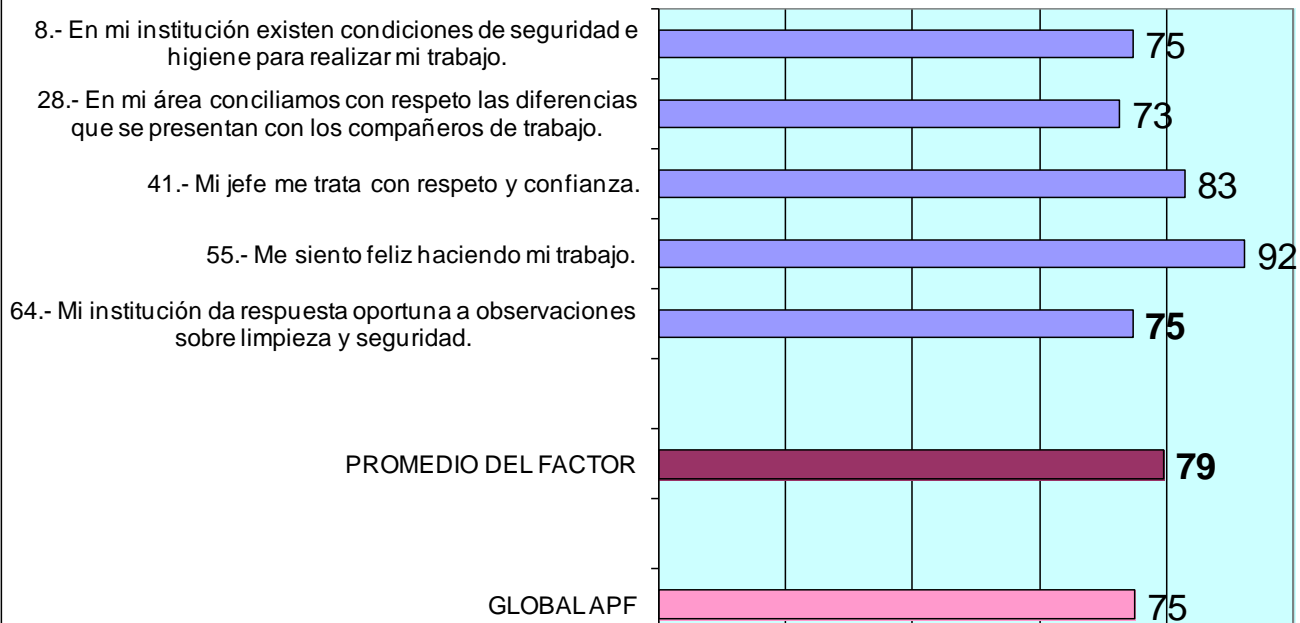 8.- En mi institución existen condiciones de seguridad e
higiene para realizar mi trabajo.
75
28.- En mi área conciliamos con respeto las diferencias
que se presentan con los compañeros de trabajo.
73
41.- Mi jefe me trata con respeto y confianza.
83
55.- Me siento feliz haciendo mi trabajo.
92
64.- Mi institución da respuesta oportuna a observaciones
sobre limpieza y seguridad.
75
PROMEDIO DEL FACTOR
79
GLOBAL APF
75